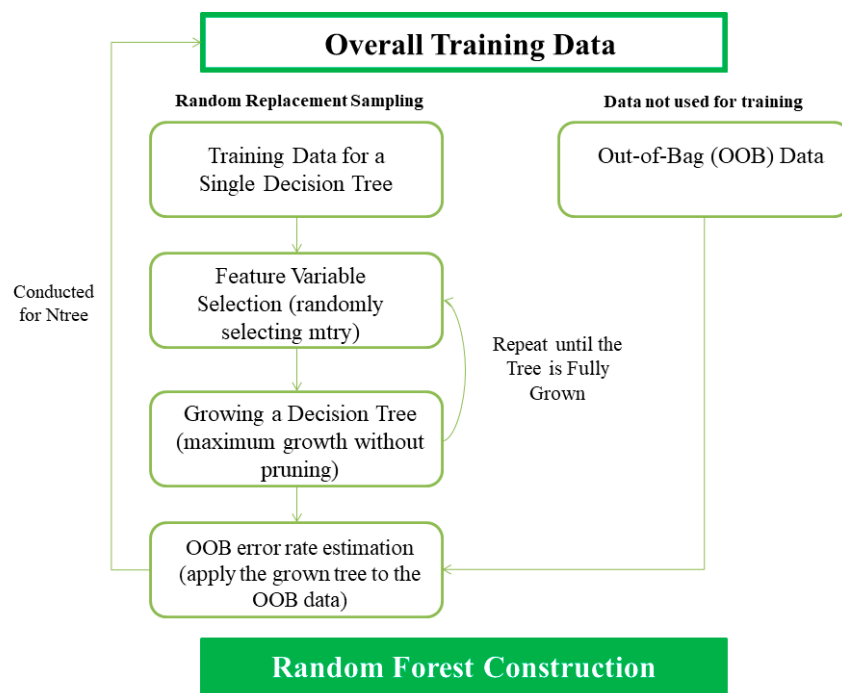 Overall Training Data
Random Replacement Sampling
Data not used for training
Training Data for a
Single Decision Tree
Out-of-Bag (OOB) Data
Feature Variable
Selection (randomly
selecting mtry)
Conducted
for Ntree
Repeat until the
Tree is Fully
Grown
Growing a Decision Tree
(maximum growth without
pruning)
OOB error rate estimation
(apply the grown tree to the
OOB data)
Random Forest Construction